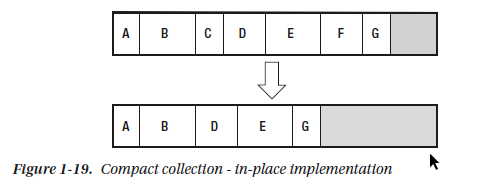 A B C D E F G
A B D E G
Figure 1-19. Compact collection - in-place implementation